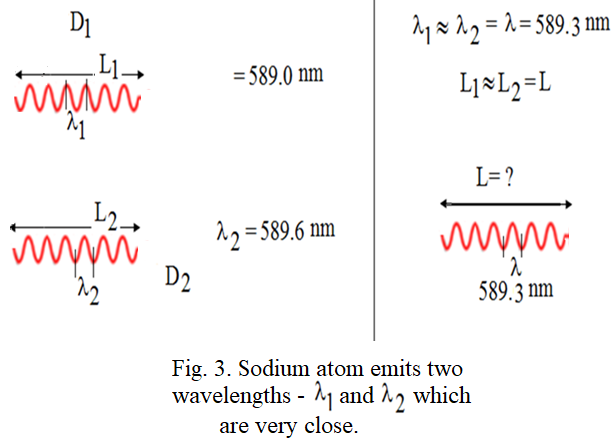 D1
L1
= 589.0 nm
λ1
L2
λ2 = 589.6 nm
λ2
D2
λ1 ≈ λ2 = λ = 589.3 nm
L1≈L2=L
L= ?
λ
589.3 nm
Fig. 3. Sodium atom emits two
wavelengths - λ1 and λ2 which
are very close.